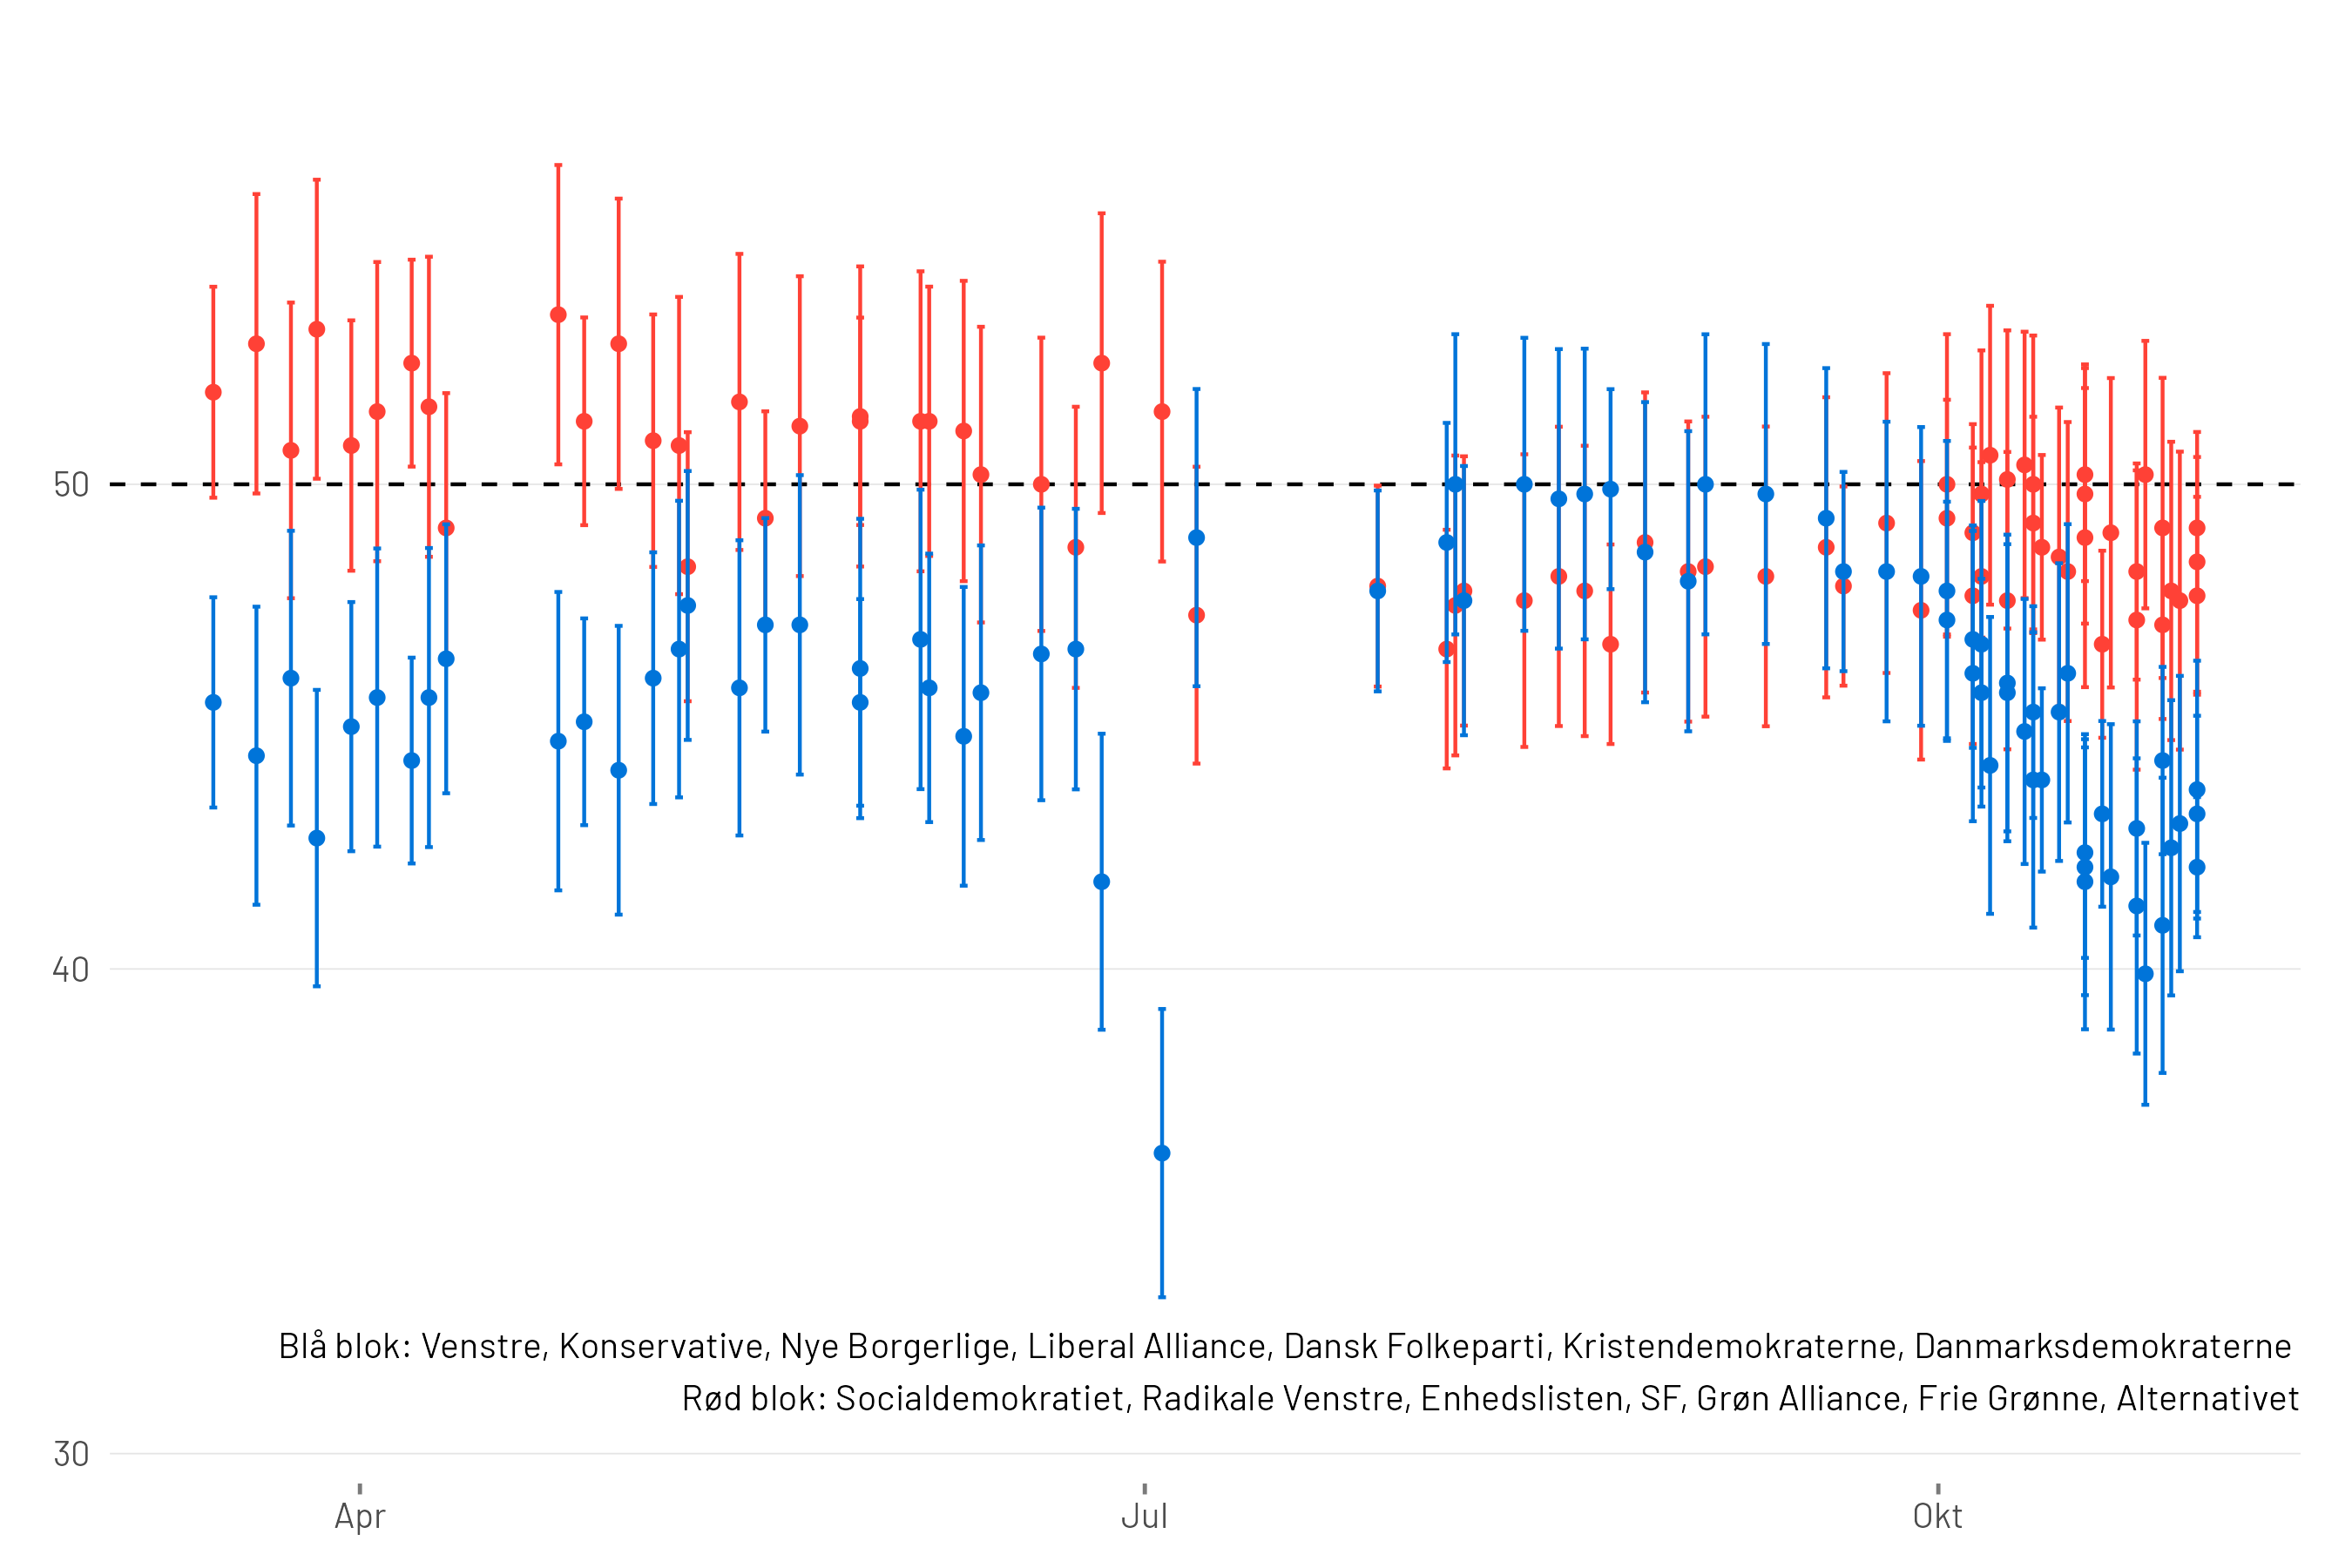 50
40
Blå blok: Venstre, Konservative, Nye Borgerlige, Liberal Alliance, Dansk Folkeparti, Kristendemokraterne, Danmarksdemokraterne
Rød blok: Socialdemokratiet, Radikale Venstre, Enhedslisten, SF, Grøn Alliance, Frie Grønne, Alternativet
30
Apr Jul Okt